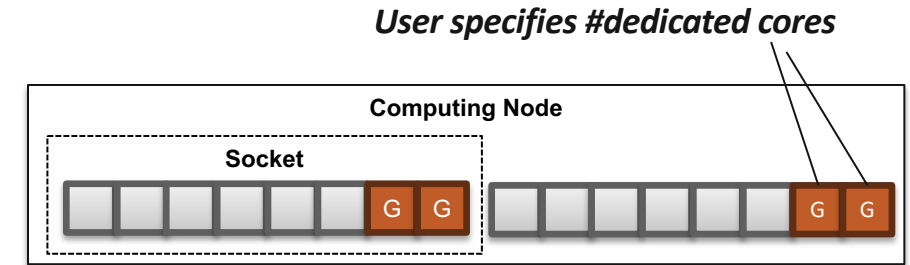 User specifies #dedicated cores
Computing Node
Socket
G G G G